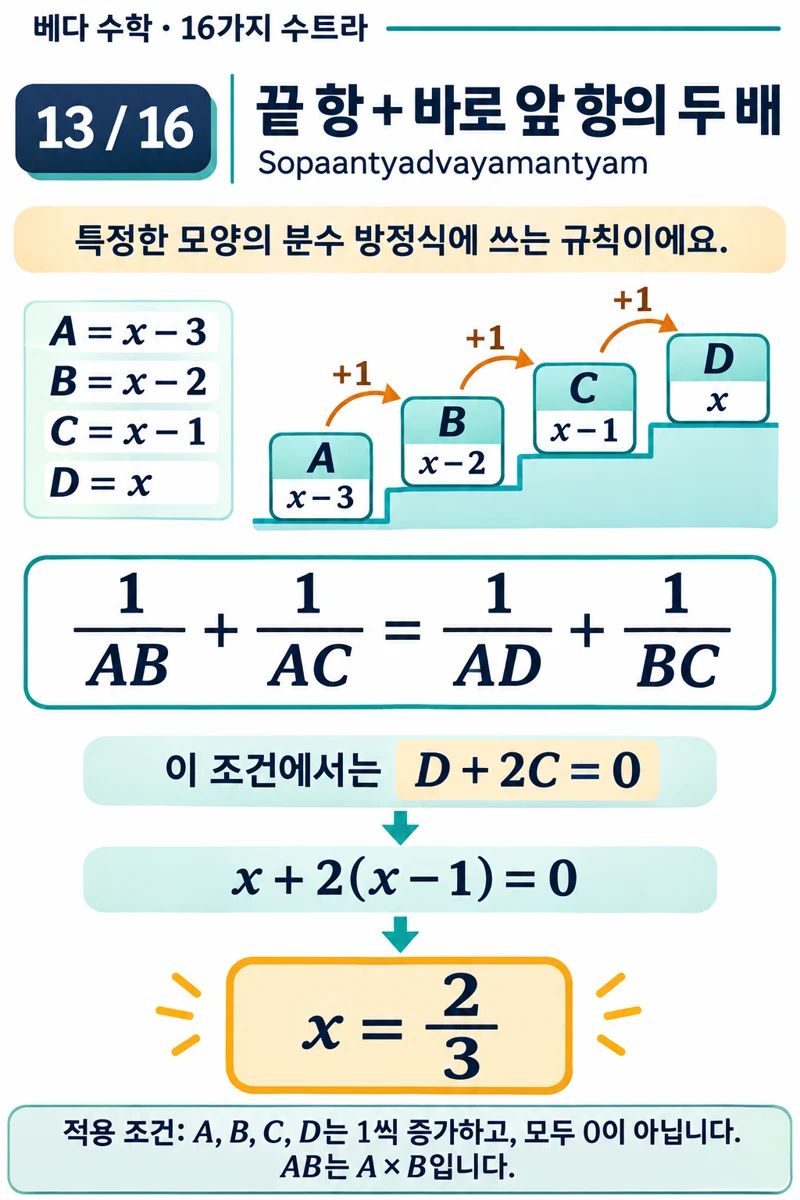 베다 수학 · 16가지 수트라
13 / 16
끝 항 + 바로 앞 항의 두 배
Sopaantyadvayamantyam
특정한 모양의 분수 방정식에 쓰는 규칙이에요.
A = x − 3
B = x − 2
C = x − 1
D = x
+1
+1
+1
A
x − 3
B
x − 2
C
x − 1
D
x
1/AB + 1/AC = 1/AD + 1/BC
이 조건에서는 D + 2C = 0
x + 2(x − 1) = 0
x = 2/3
적용 조건: A, B, C, D는 1씩 증가하고, 모두 0이 아닙니다.
AB는 A × B입니다.